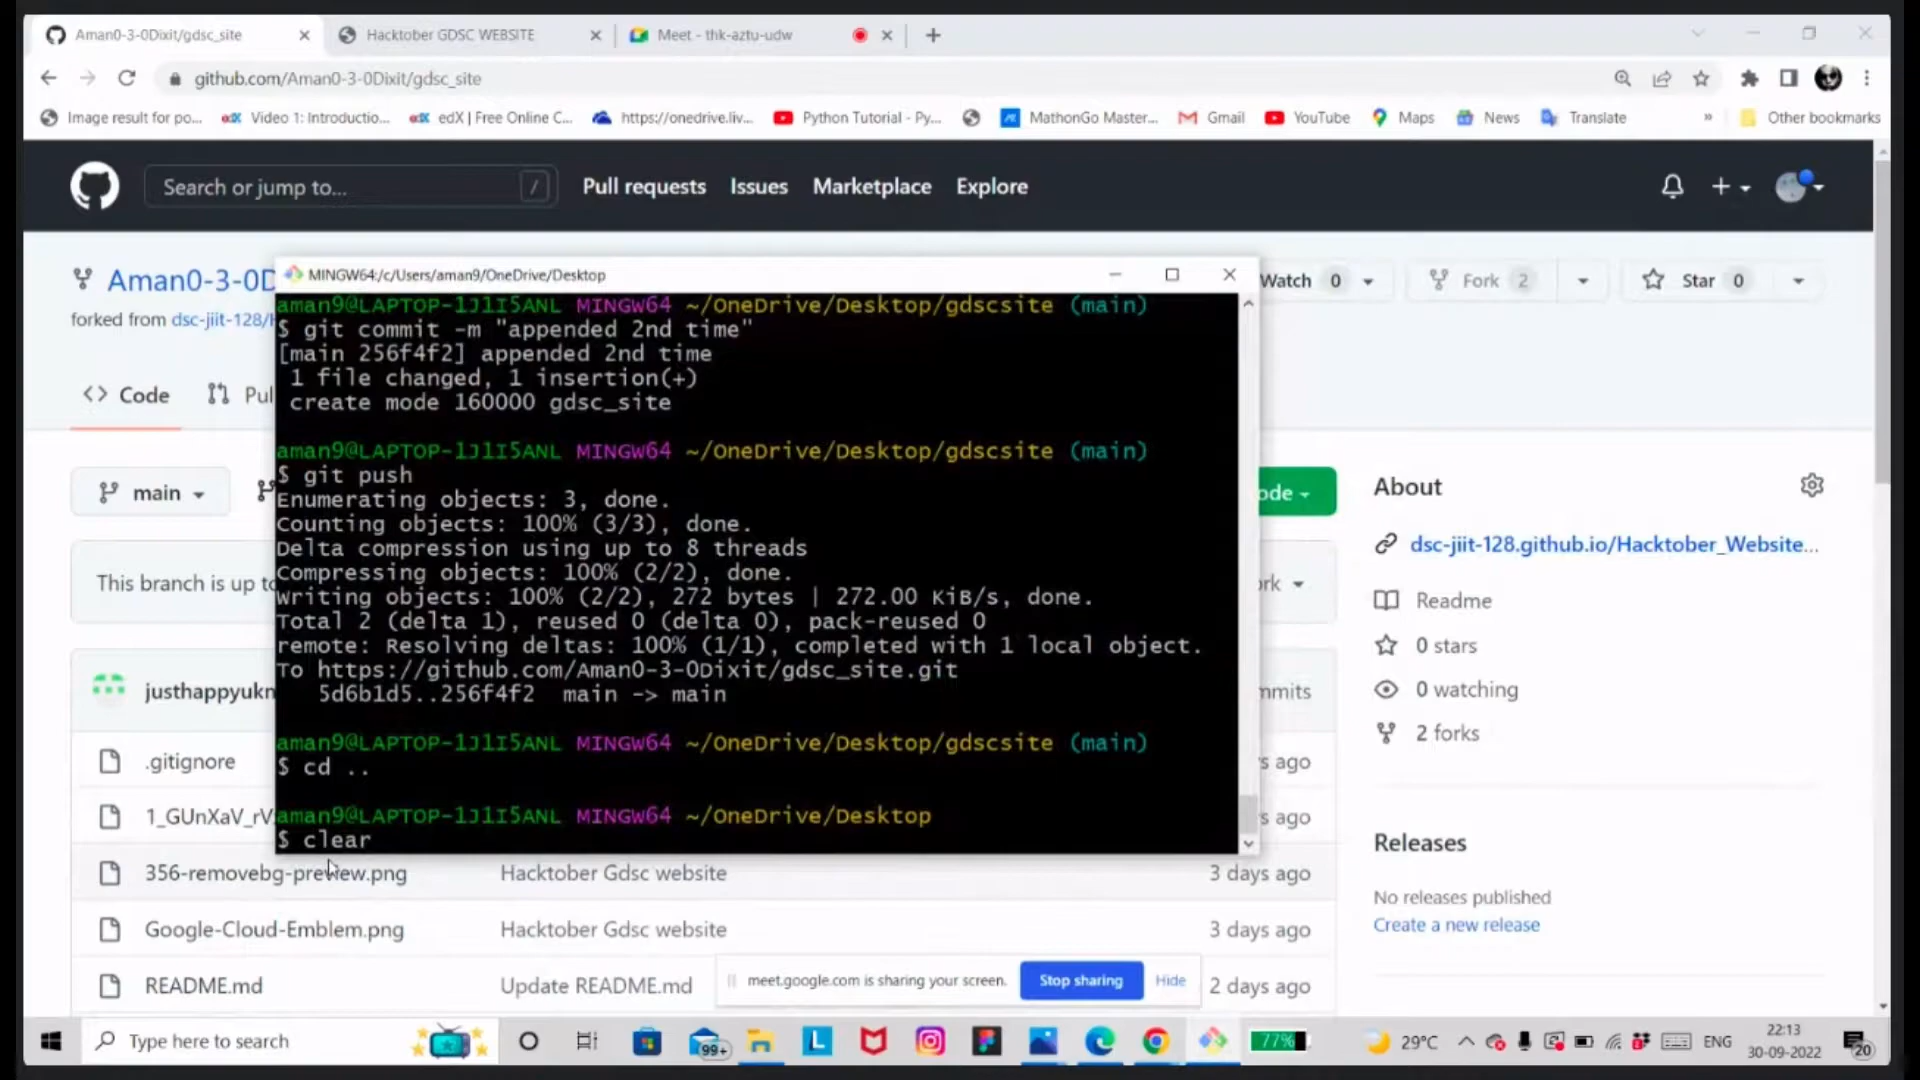 Aman0-3-0Dixit/gdsc_site
Hacktober GDSC WEBSITE
Meet - thk-aztu-udw
github.com/Aman0-3-0Dixit/gdsc_site
Image result for po...
edX Video 1: Introductio...
edX edX | Free Online C...
https://onedrive.liv...
Python Tutorial - Py...
MathonGo Master...
Gmail
YouTube
Maps
News
Translate
»
Other bookmarks
Search or jump to...
/
Pull requests
Issues
Marketplace
Explore
Aman0-3-0D
Watch 0
Fork 2
Star 0
forked from dsc-jiit-128/
<> Code
Pul
main
ode
This branch is up to
rk
justhappyukn
mmits
.gitignore
s ago
1_GUnXaV_rV
s ago
356-removebg-preview.png
Hacktober Gdsc website
3 days ago
Google-Cloud-Emblem.png
Hacktober Gdsc website
3 days ago
README.md
Update README.md
2 days ago
MINGW64:/c/Users/aman9/OneDrive/Desktop
aman9@LAPTOP-1J1I5ANL MINGW64 ~/OneDrive/Desktop/gdscsite (main)
$ git commit -m "appended 2nd time"
[main 256f4f2] appended 2nd time
1 file changed, 1 insertion(+)
create mode 160000 gdsc_site
aman9@LAPTOP-1J1I5ANL MINGW64 ~/OneDrive/Desktop/gdscsite (main)
$ git push
Enumerating objects: 3, done.
Counting objects: 100% (3/3), done.
Delta compression using up to 8 threads
Compressing objects: 100% (2/2), done.
Writing objects: 100% (2/2), 272 bytes | 272.00 KiB/s, done.
Total 2 (delta 1), reused 0 (delta 0), pack-reused 0
remote: Resolving deltas: 100% (1/1), completed with 1 local object.
To https://github.com/Aman0-3-0Dixit/gdsc_site.git
5d6b1d5..256f4f2 main -> main
aman9@LAPTOP-1J1I5ANL MINGW64 ~/OneDrive/Desktop/gdscsite (main)
$ cd ..
aman9@LAPTOP-1J1I5ANL MINGW64 ~/OneDrive/Desktop
$ clear
About
dsc-jiit-128.github.io/Hacktober_Website...
Readme
0 stars
0 watching
2 forks
Releases
No releases published
Create a new release
meet.google.com is sharing your screen.
Stop sharing
Hide
Type here to search
99+
L
77%
29°C
ENG
22:13
30-09-2022
20